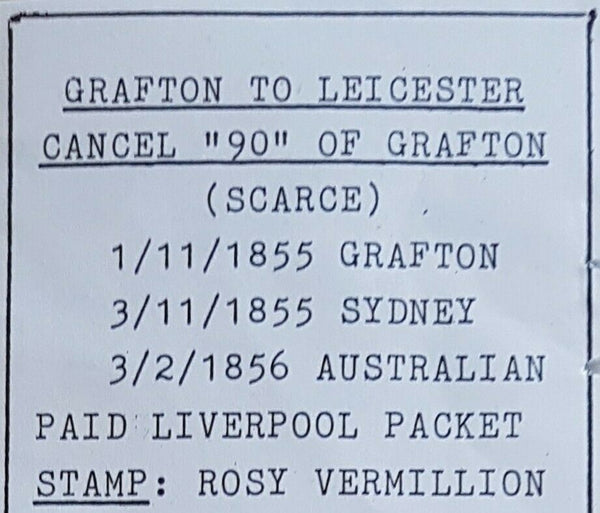 GRAFTON TO LEICESTER
CANCEL "90" OF GRAFTON
(SCARCE)
1/11/1855 GRAFTON
3/11/1855 SYDNEY
3/2/1856 AUSTRALIAN
PAID LIVERPOOL PACKET
STAMP: ROSY VERMILLION